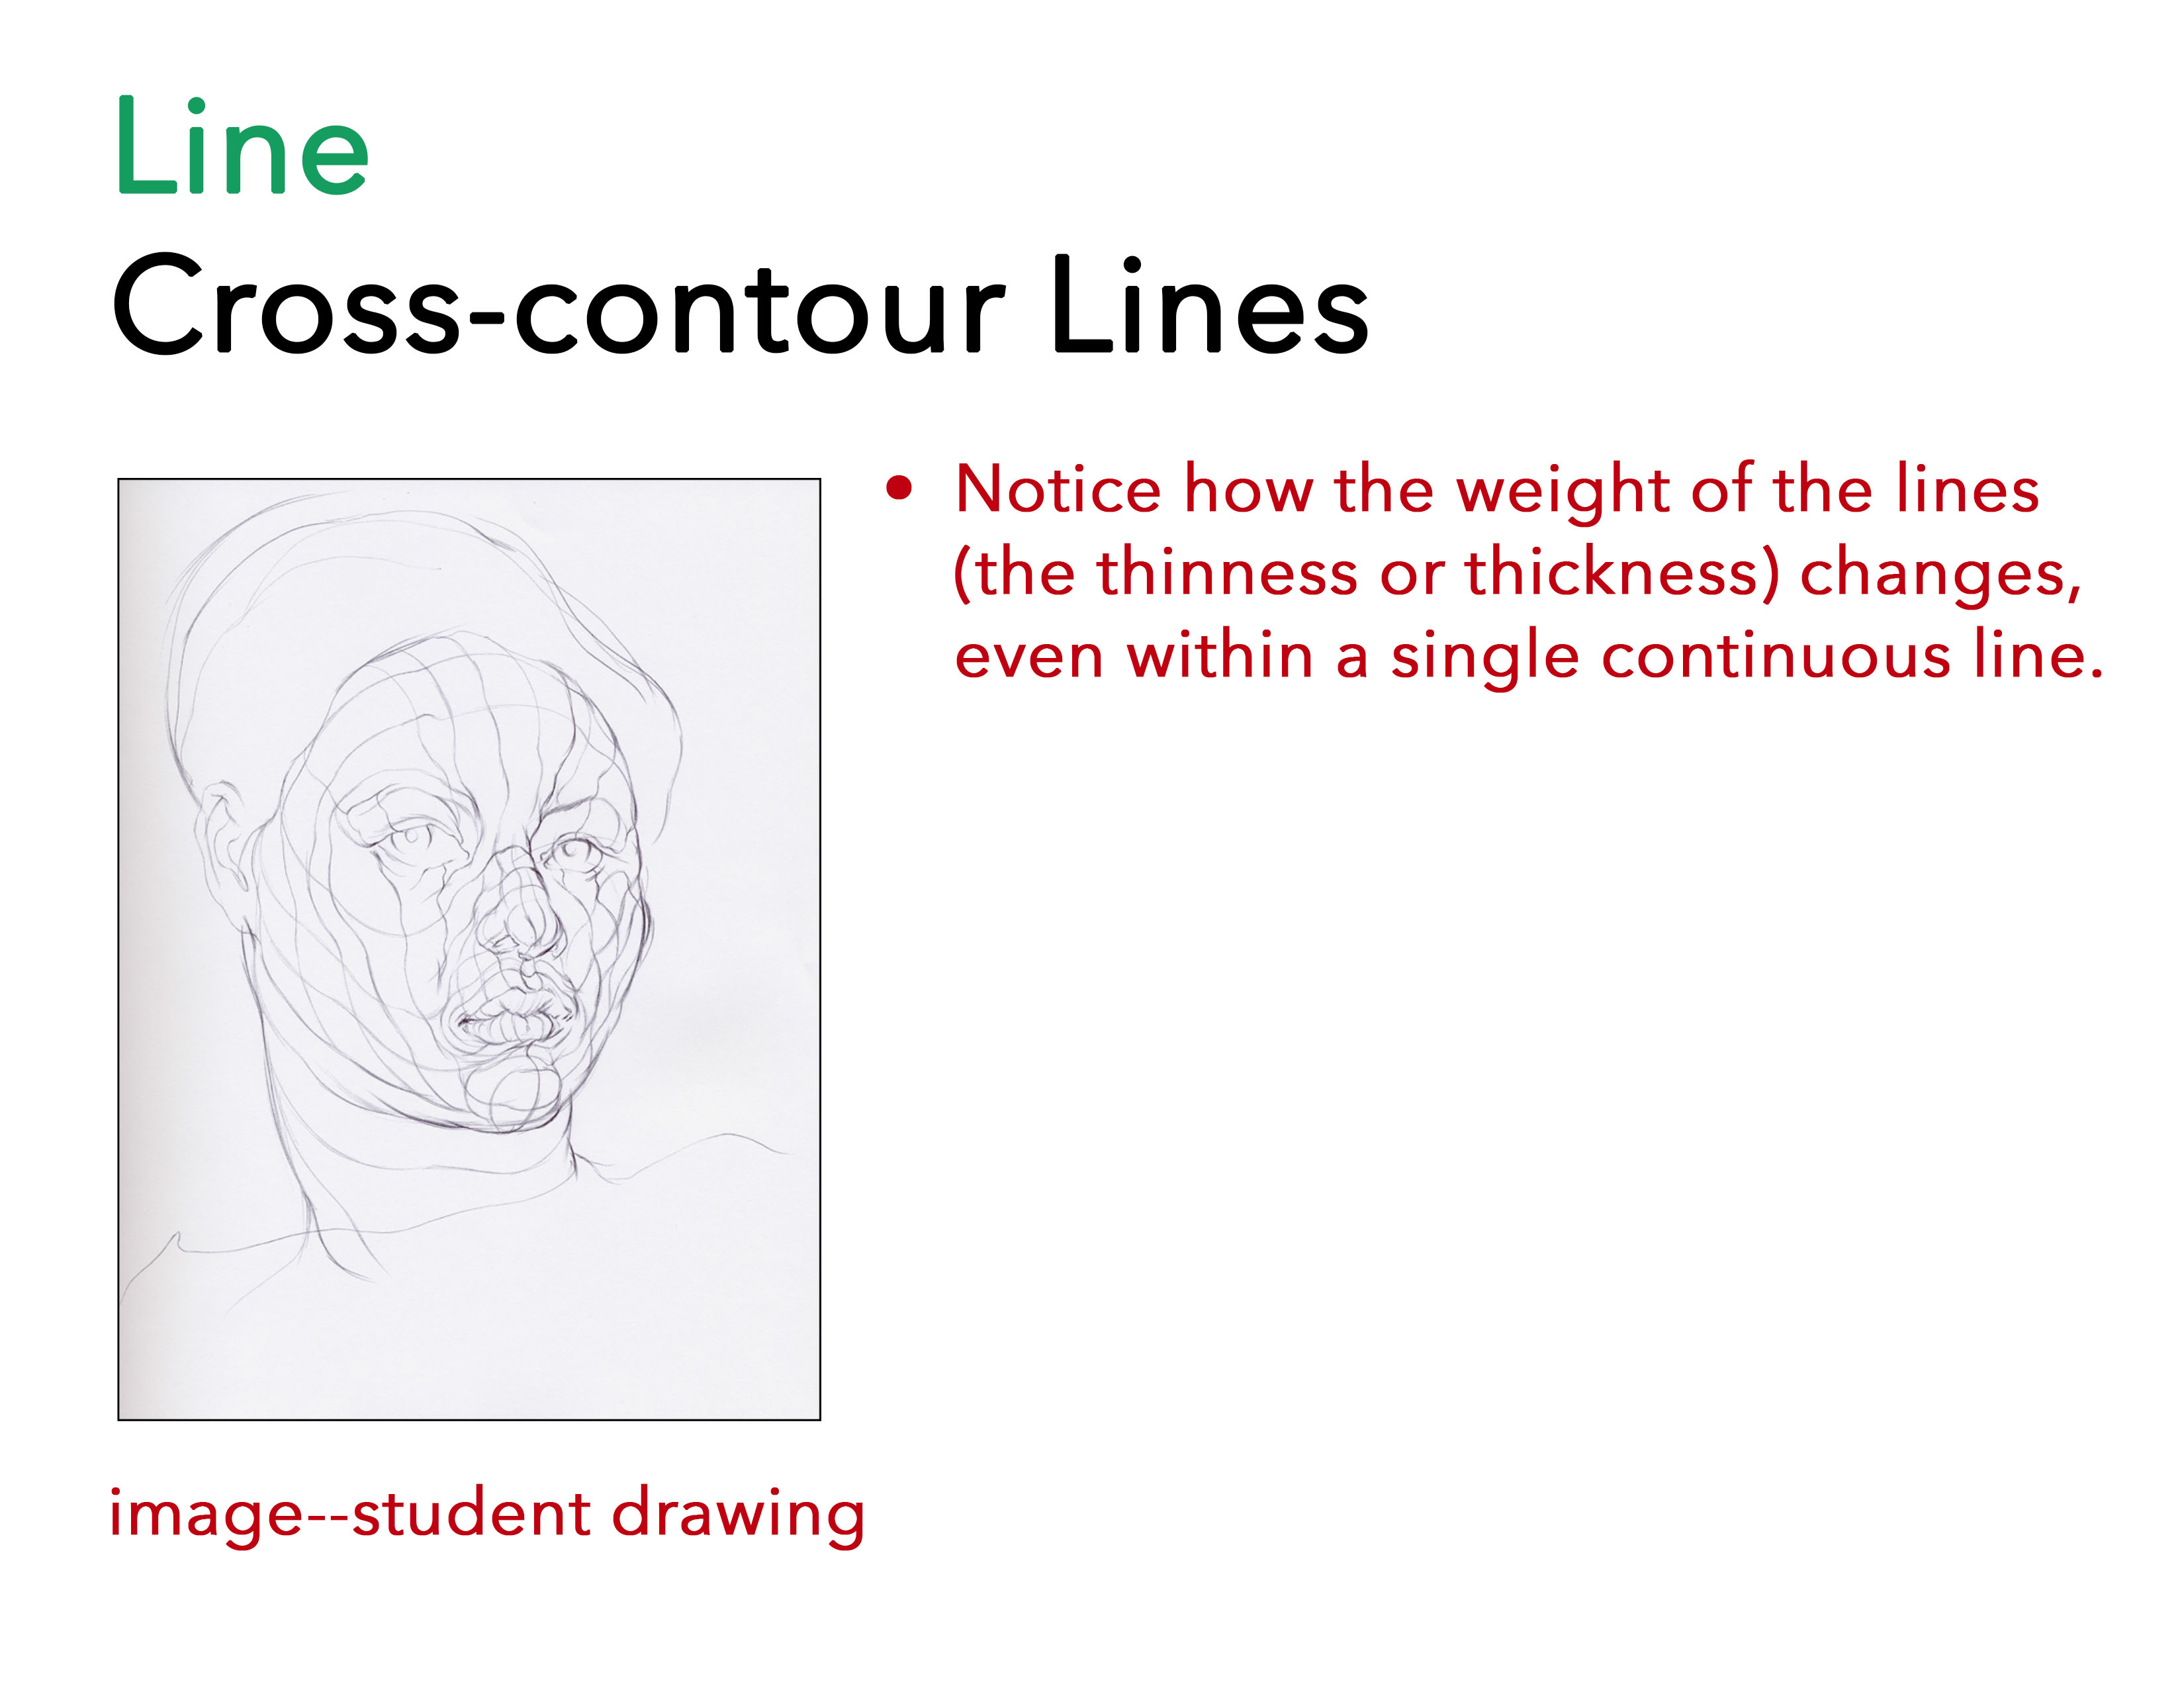 Line
Cross-contour Lines
• Notice how the weight of the lines
(the thinness or thickness) changes,
even within a single continuous line.
image--student drawing